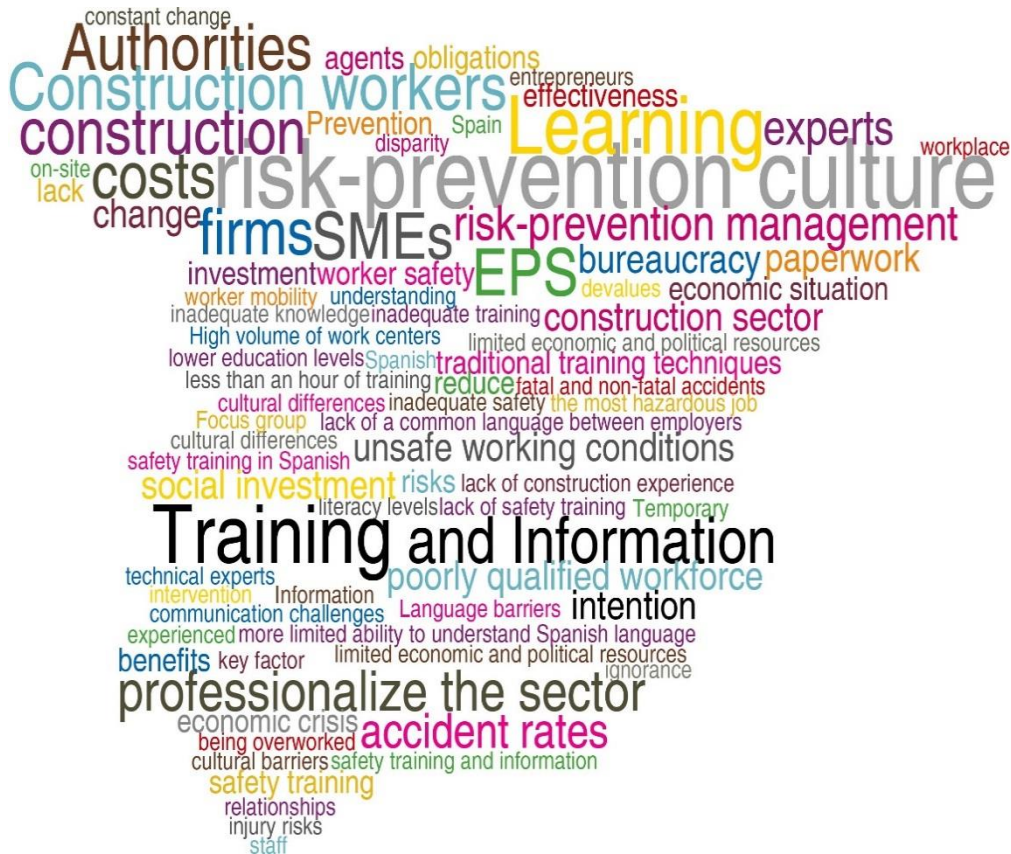 constant change
Authorities agents obligations
Construction workers entrepreneurs
effectiveness
construction Prevention Spain Learning experts
disparity workplace
on-site costs risk-prevention culture
lack
change firms SMEs risk-prevention management
investment worker safety EPS bureaucracy paperwork
worker mobility understanding devalues economic situation
inadequate knowledge inadequate training construction sector
High volume of work centers limited economic and political resources
lower education levels Spanish traditional training techniques
less than an hour of training reduce fatal and non-fatal accidents
cultural differences inadequate safety the most hazardous job
Focus group lack of a common language between employers
cultural differences unsafe working conditions
safety training in Spanish
social investment risks lack of construction experience
literacy levels lack of safety training Temporary
Training and Information
technical experts poorly qualified workforce
intervention Information
communication challenges Language barriers intention
experienced more limited ability to understand Spanish language
benefits key factor limited economic and political resources
ignorance
professionalize the sector
economic crisis accident rates
being overworked
cultural barriers safety training and information
safety training
relationships
injury risks
staff